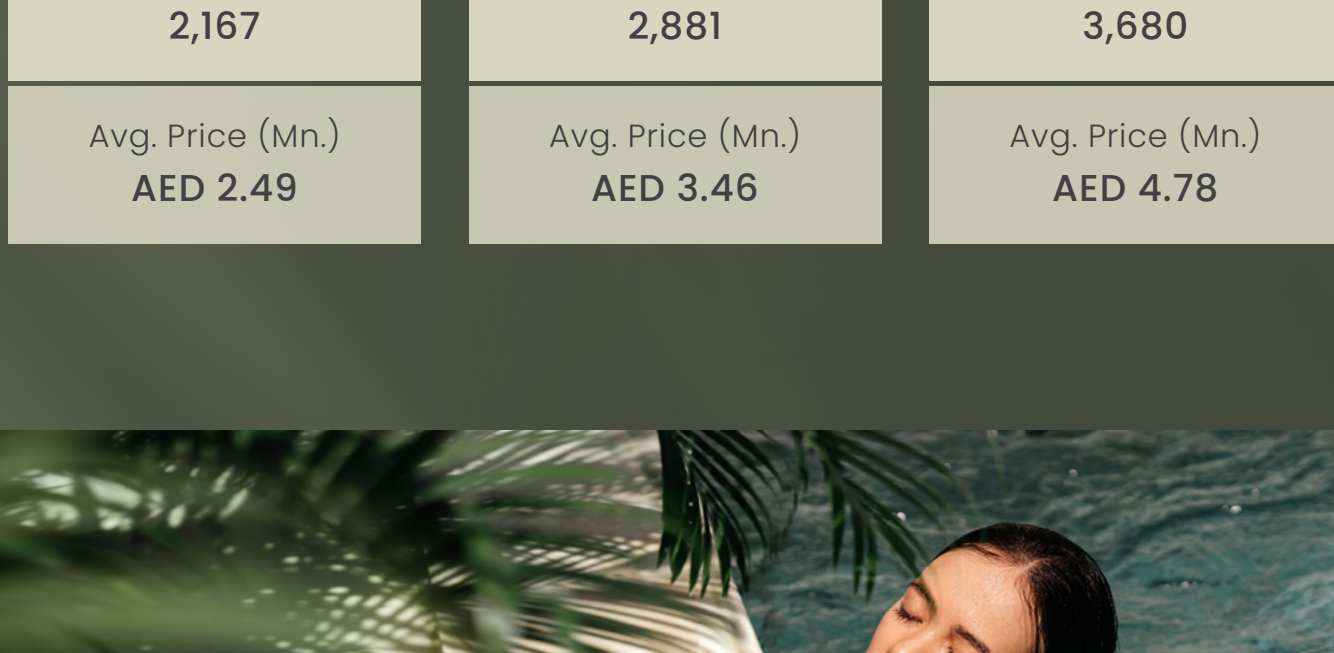 2,167
2,881
3,680
Avg. Price (Mn.)
AED 2.49
Avg. Price (Mn.)
AED 3.46
Avg. Price (Mn.)
AED 4.78